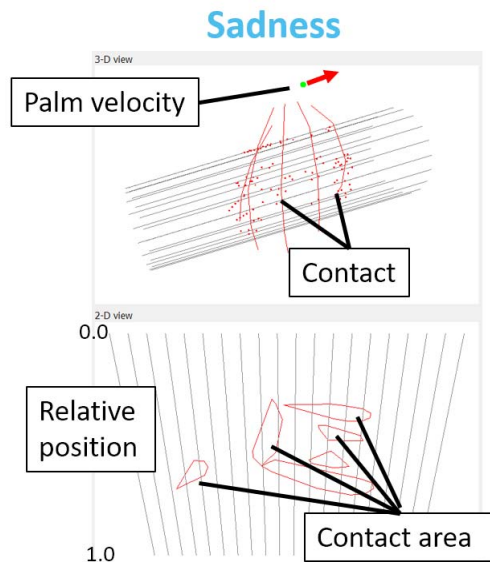 Sadness
3-D view
Palm velocity
Contact
2-D view
0.0
Relative
position
Contact area
1.0